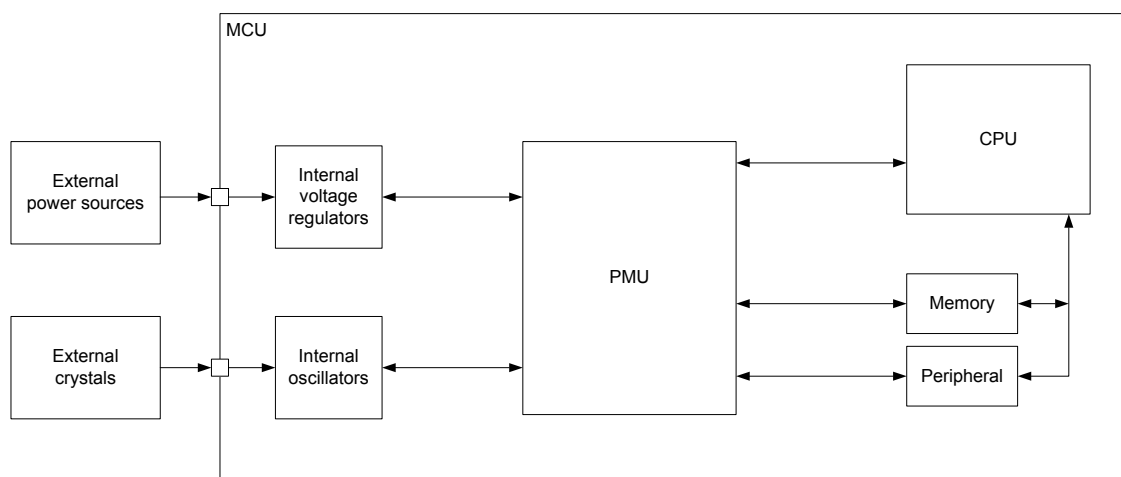 MCU
CPU
External
power sources
Internal
voltage
regulators
PMU
Memory
External
crystals
Internal
oscillators
Peripheral